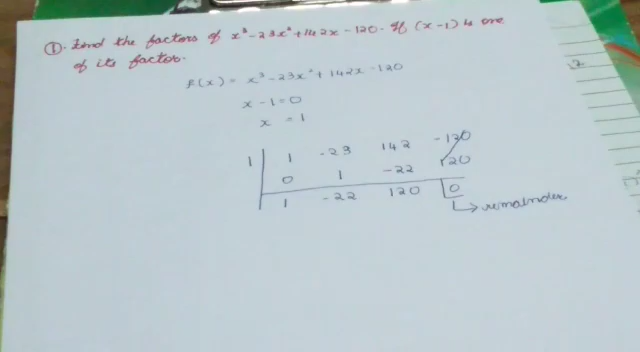 ①. Find the factors of x³-23x²+142x-120. If (x-1) is one
of its factor.
f(x) = x³-23x²+142x-120
x-1=0
x = 1
1 | 1 -23 142 -120
0 1 -22 120
1 -22 120 0
↳ remainder
2